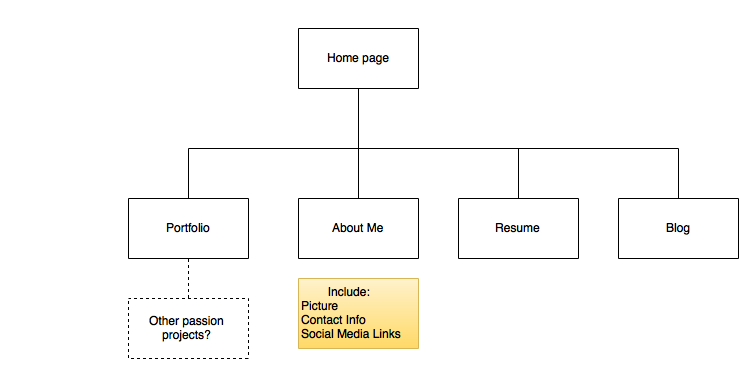 Home page
Portfolio
About Me
Resume
Blog
Other passion
projects?
Include:
Picture
Contact Info
Social Media Links